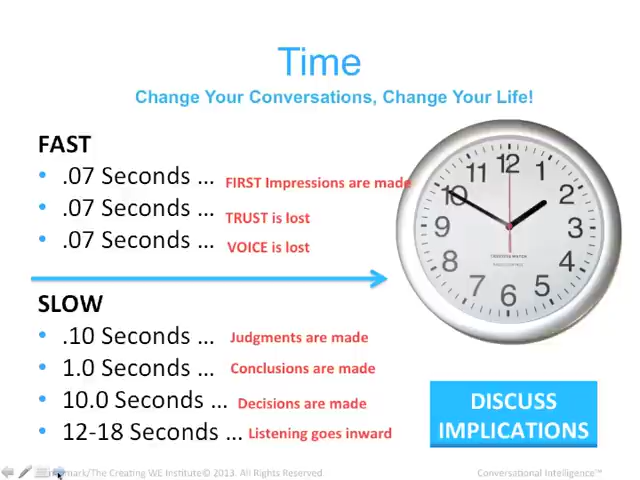 Time
Change Your Conversations, Change Your Life!
FAST
• .07 Seconds ... FIRST Impressions are made
• .07 Seconds ... TRUST is lost
• .07 Seconds ... VOICE is lost
SLOW
• .10 Seconds ... Judgments are made
• 1.0 Seconds ... Conclusions are made
• 10.0 Seconds ... Decisions are made
• 12-18 Seconds ... Listening goes inward
12
1
2
3
4
5
6
7
8
9
10
11
DISCUSS
IMPLICATIONS
mark/The Creating WE Institute© 2013. All Rights Reserved
Conversational Intelligence™